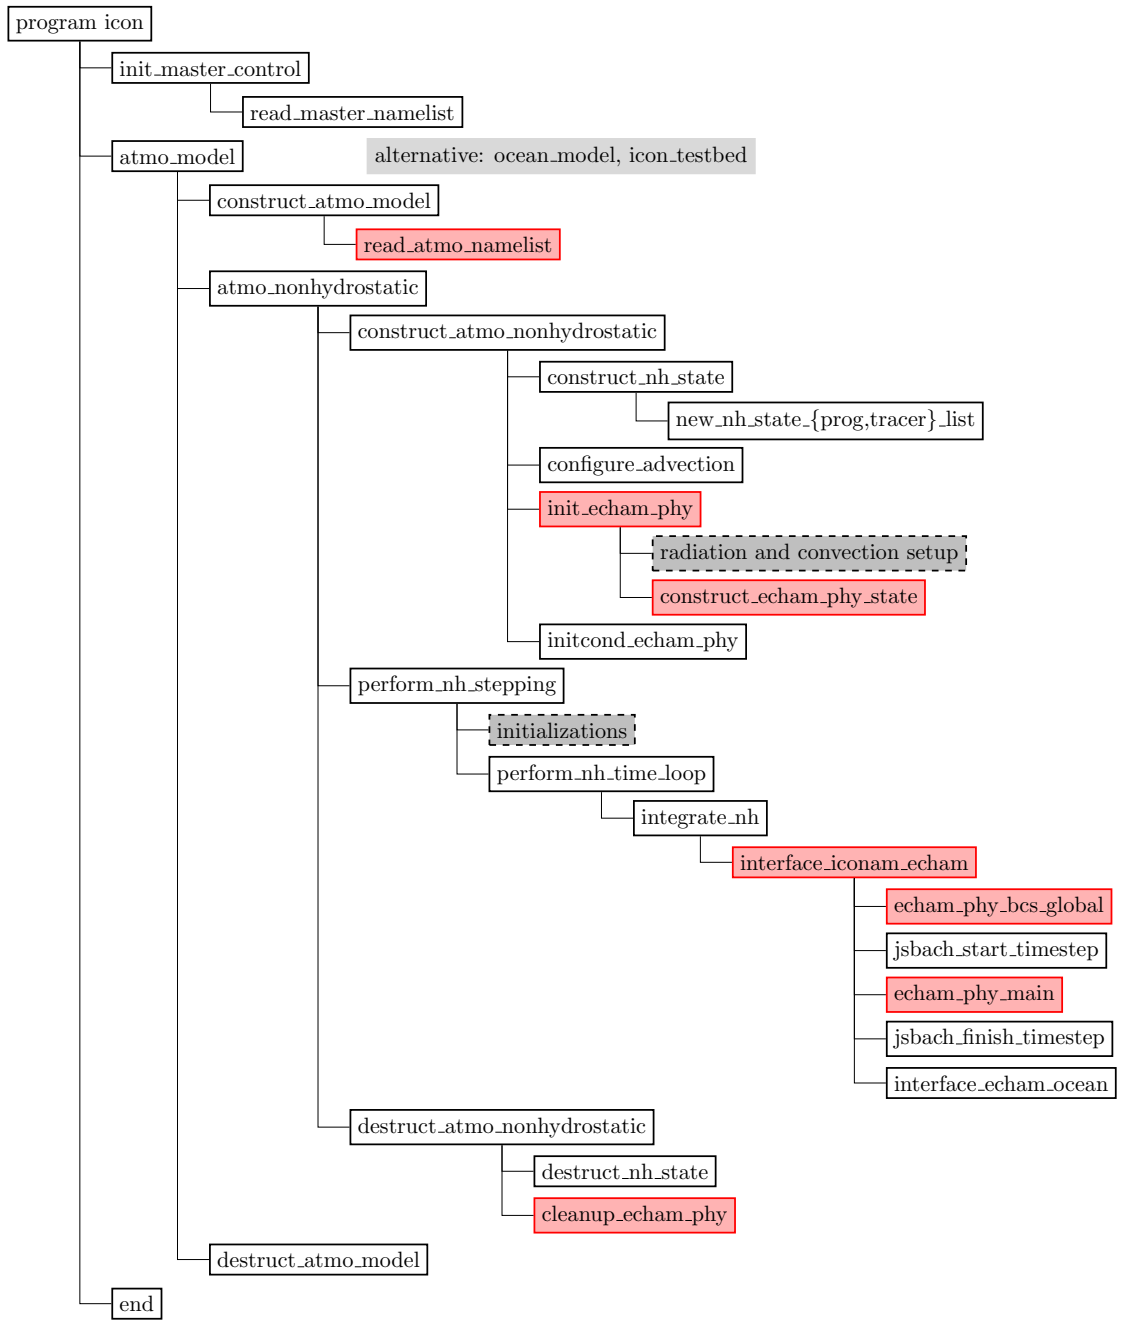 program icon
init_master_control
read_master_namelist
atmo_model
alternative: ocean_model, icon_testbed
construct_atmo_model
read_atmo_namelist
atmo_nonhydrostatic
construct_atmo_nonhydrostatic
construct_nh_state
new_nh_state_{prog,tracer}_list
configure_advection
init_echam_phy
radiation and convection setup
construct_echam_phy_state
initcond_echam_phy
perform_nh_stepping
initializations
perform_nh_time_loop
integrate_nh
interface_iconam_echam
echam_phy_bcs_global
jsbach_start_timestep
echam_phy_main
jsbach_finish_timestep
interface_echam_ocean
destruct_atmo_nonhydrostatic
destruct_nh_state
cleanup_echam_phy
destruct_atmo_model
end